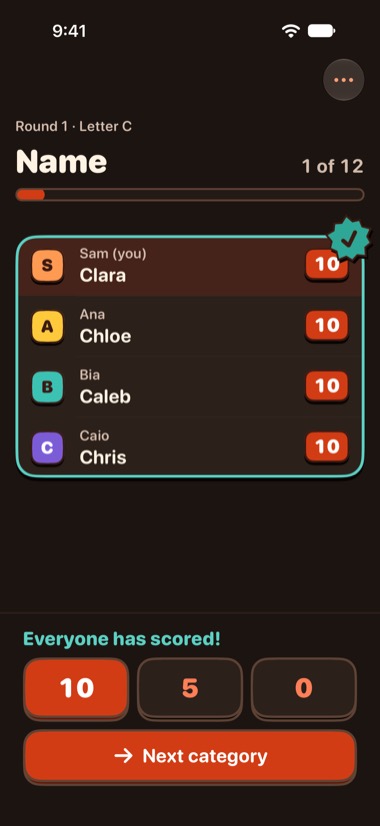 9:41
Round 1 · Letter C
Name
1 of 12
S
Sam (you)
Clara
10
A
Ana
Chloe
10
B
Bia
Caleb
10
C
Caio
Chris
10
Everyone has scored!
10
5
0
→ Next category